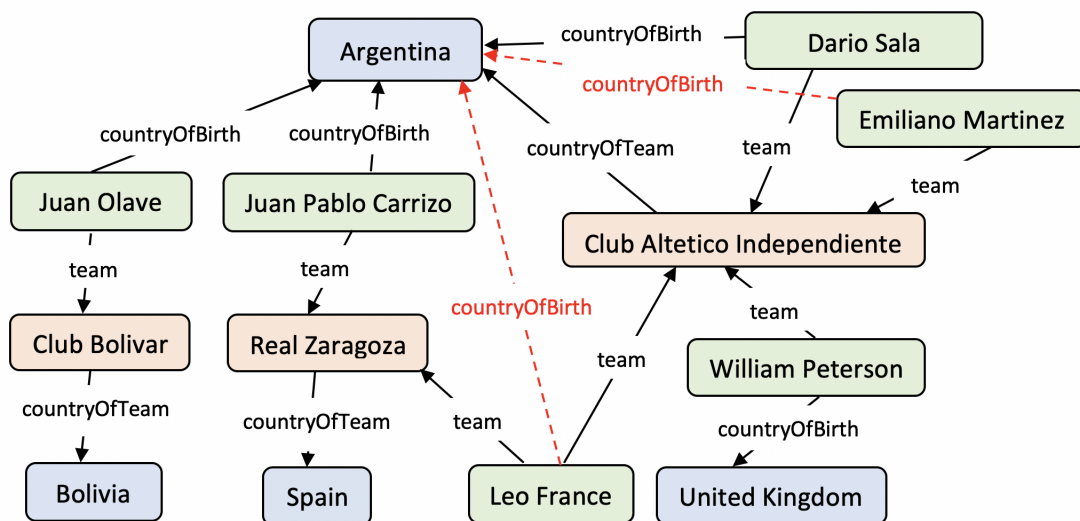 Argentina
countryOfBirth
Dario Sala
countryOfBirth
Emiliano Martinez
countryOfBirth
countryOfBirth
countryOfTeam
team
team
Juan Olave
Juan Pablo Carrizo
Club Altetico Independiente
team
team
countryOfBirth
team
Club Bolivar
Real Zaragoza
team
William Peterson
countryOfTeam
countryOfTeam
team
countryOfBirth
Bolivia
Spain
Leo France
United Kingdom